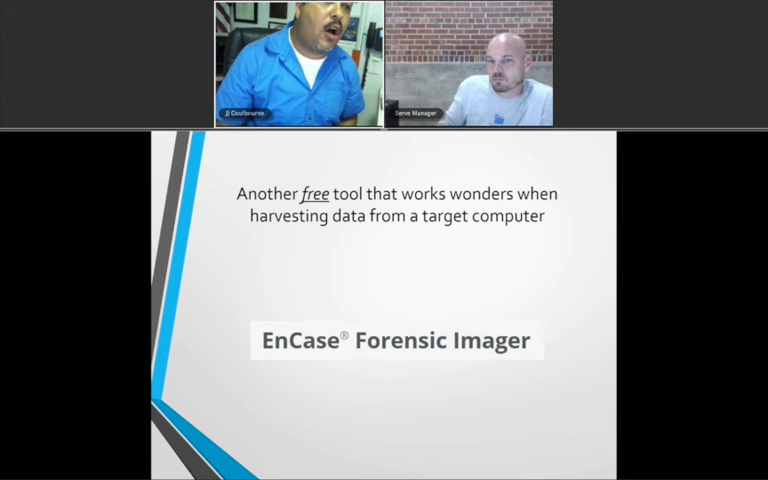 JJ Coulbourne
Serve Manager
Another free tool that works wonders when
harvesting data from a target computer
EnCase® Forensic Imager